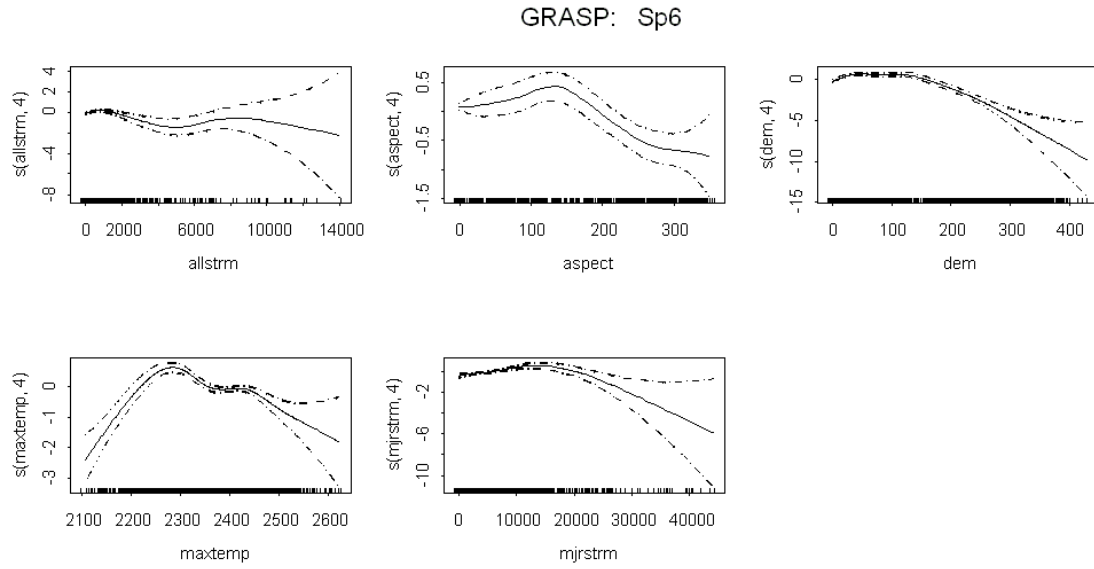 GRASP: Sp6
s(allstrm, 4)
4
2
0
-4
-8
0 2000 6000 10000 14000
allstrm
s(aspect, 4)
0.5
-0.5
-1.5
0 100 200 300
aspect
s(dem, 4)
0
-5
-10
-15
0 100 200 300 400
dem
s(maxtemp, 4)
0
-1
-2
-3
2100 2200 2300 2400 2500 2600
maxtemp
s(mjrstrm, 4)
-2
-6
-10
0 10000 20000 30000 40000
mjrstrm